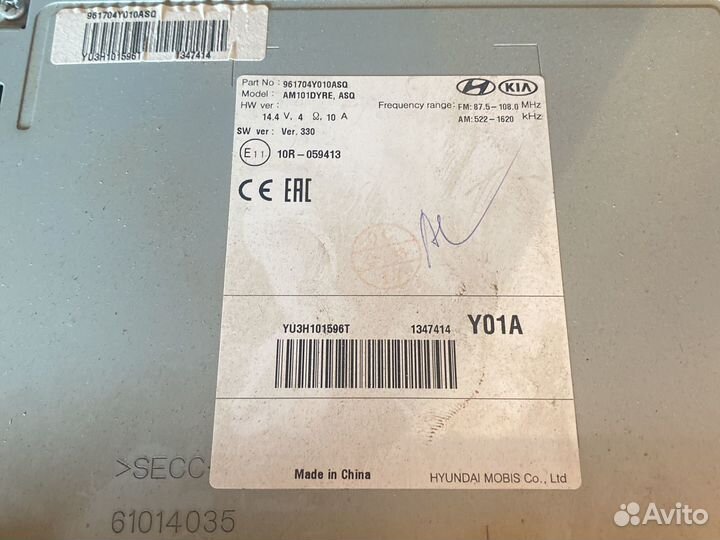 961704Y010ASQ
YU3H101596T 1347414
Part No : 961704Y010ASQ
Model : AM101DYRE, ASQ
HW ver :
14.4 V, 4 Ω, 10 A
SW ver : Ver. 330
HYUNDAI KIA
Frequency range: FM: 87.5-108.0 MHz
AM: 522-1620 kHz
E11 10R-059413
CE EAC
YU3H101596T 1347414 Y01A
Made in China HYUNDAI MOBIS Co., Ltd
>SECC
61014035
Avito